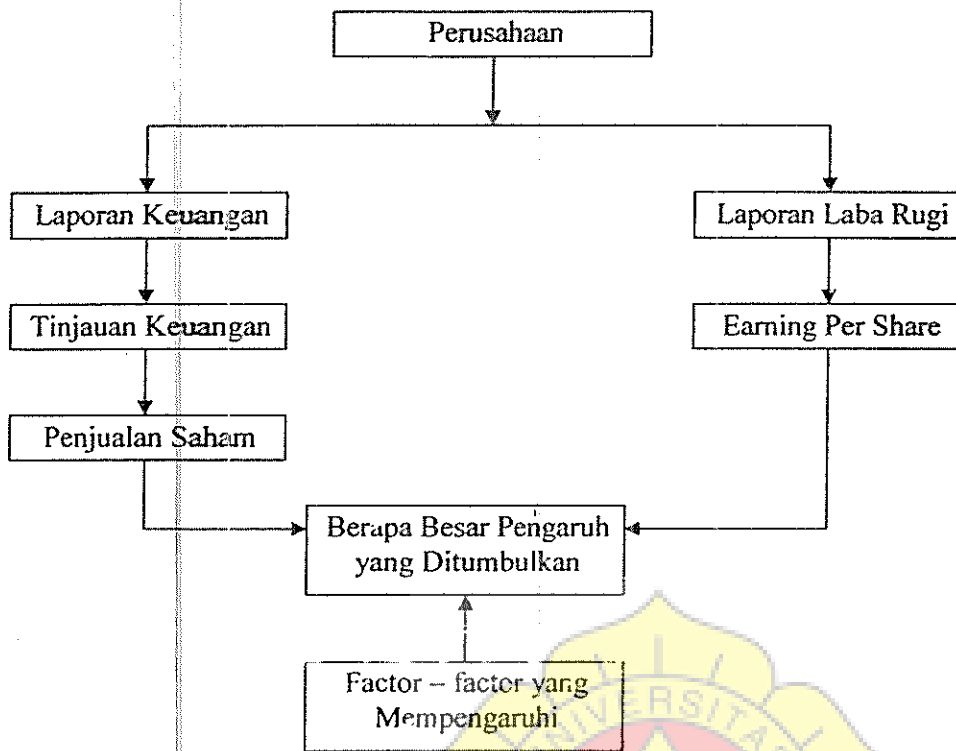 Perusahaan
Laporan Keuangan
Laporan Laba Rugi
Tinjauan Keuangan
Earning Per Share
Penjualan Saham
Berapa Besar Pengaruh
yang Ditumbulkan
Factor – factor yang
Mempengaruhi
UNIVERSITAS